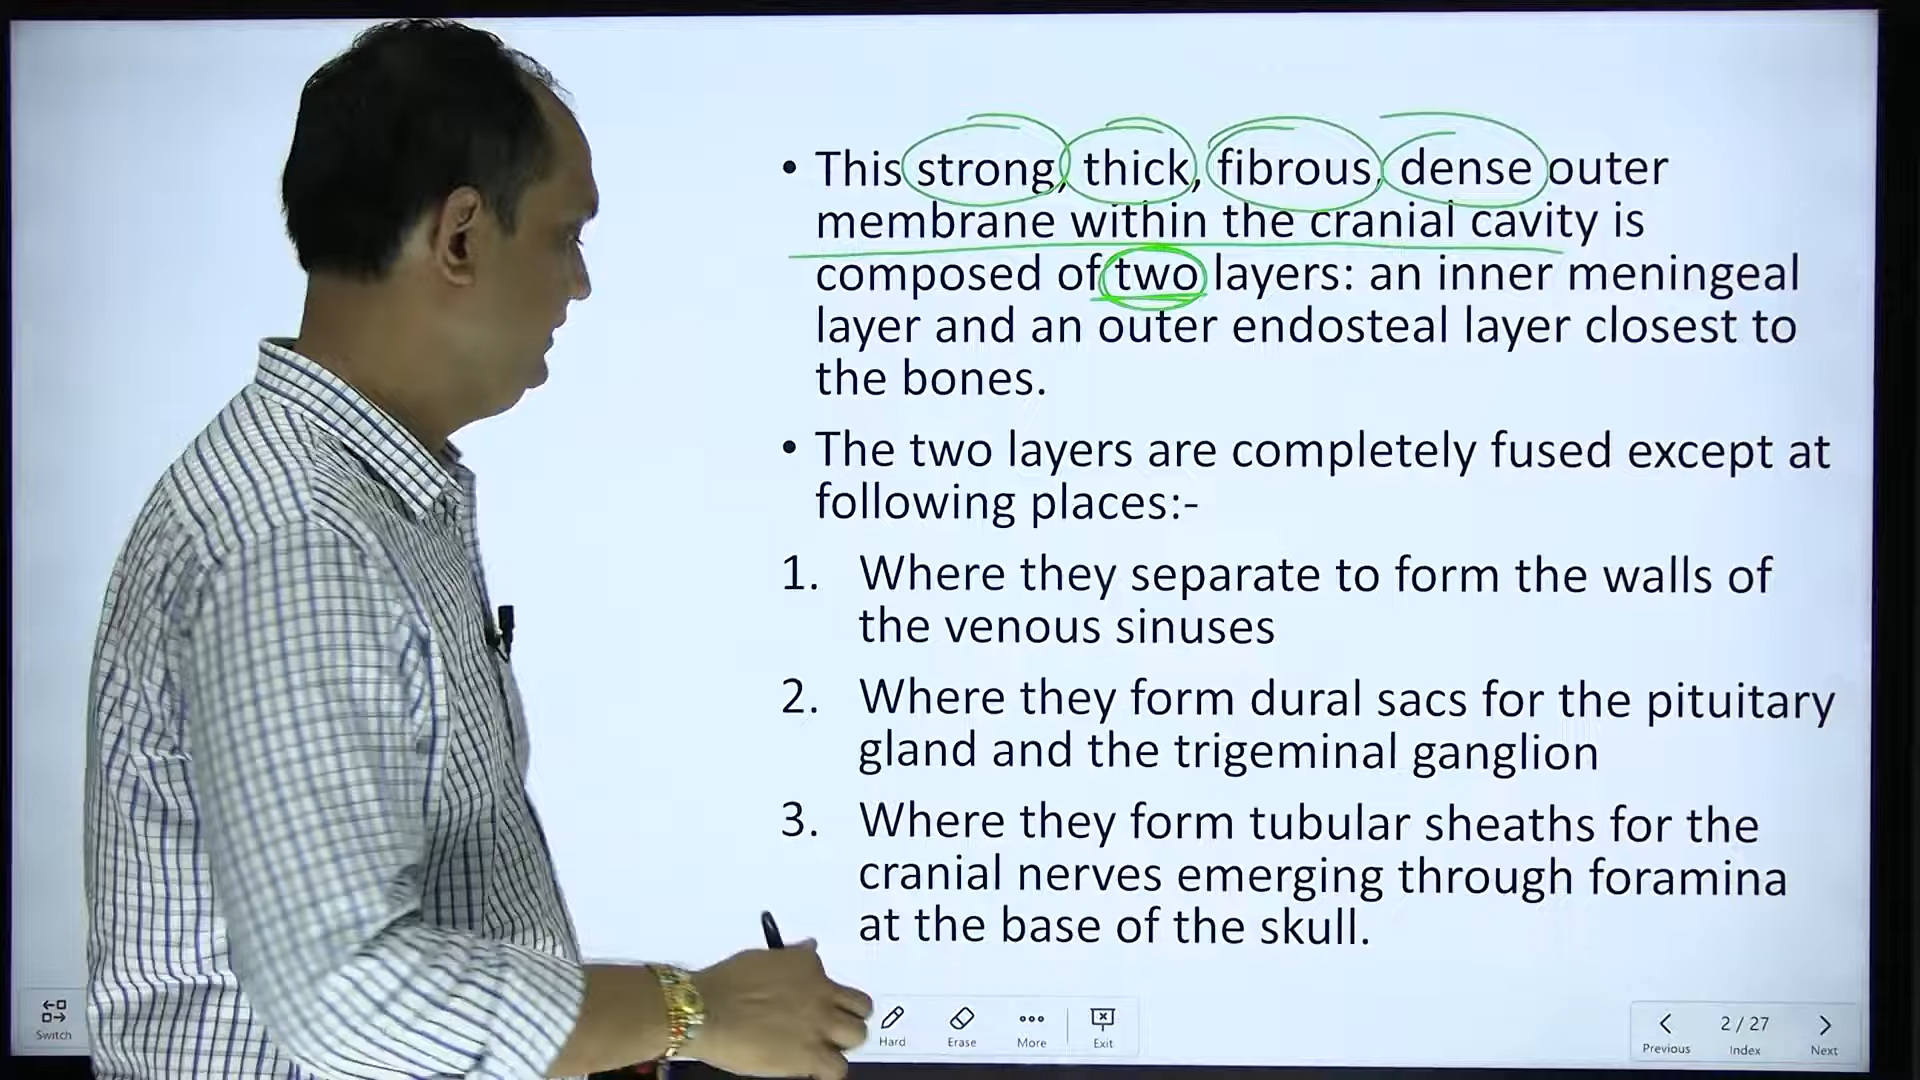 • This strong, thick, fibrous, dense outer
membrane within the cranial cavity is
composed of two layers: an inner meningeal
layer and an outer endosteal layer closest to
the bones.
• The two layers are completely fused except at
following places:-
1. Where they separate to form the walls of
the venous sinuses
2. Where they form dural sacs for the pituitary
gland and the trigeminal ganglion
3. Where they form tubular sheaths for the
cranial nerves emerging through foramina
at the base of the skull.
Switch
Hard Erase More Exit
2 / 27
Previous Index Next